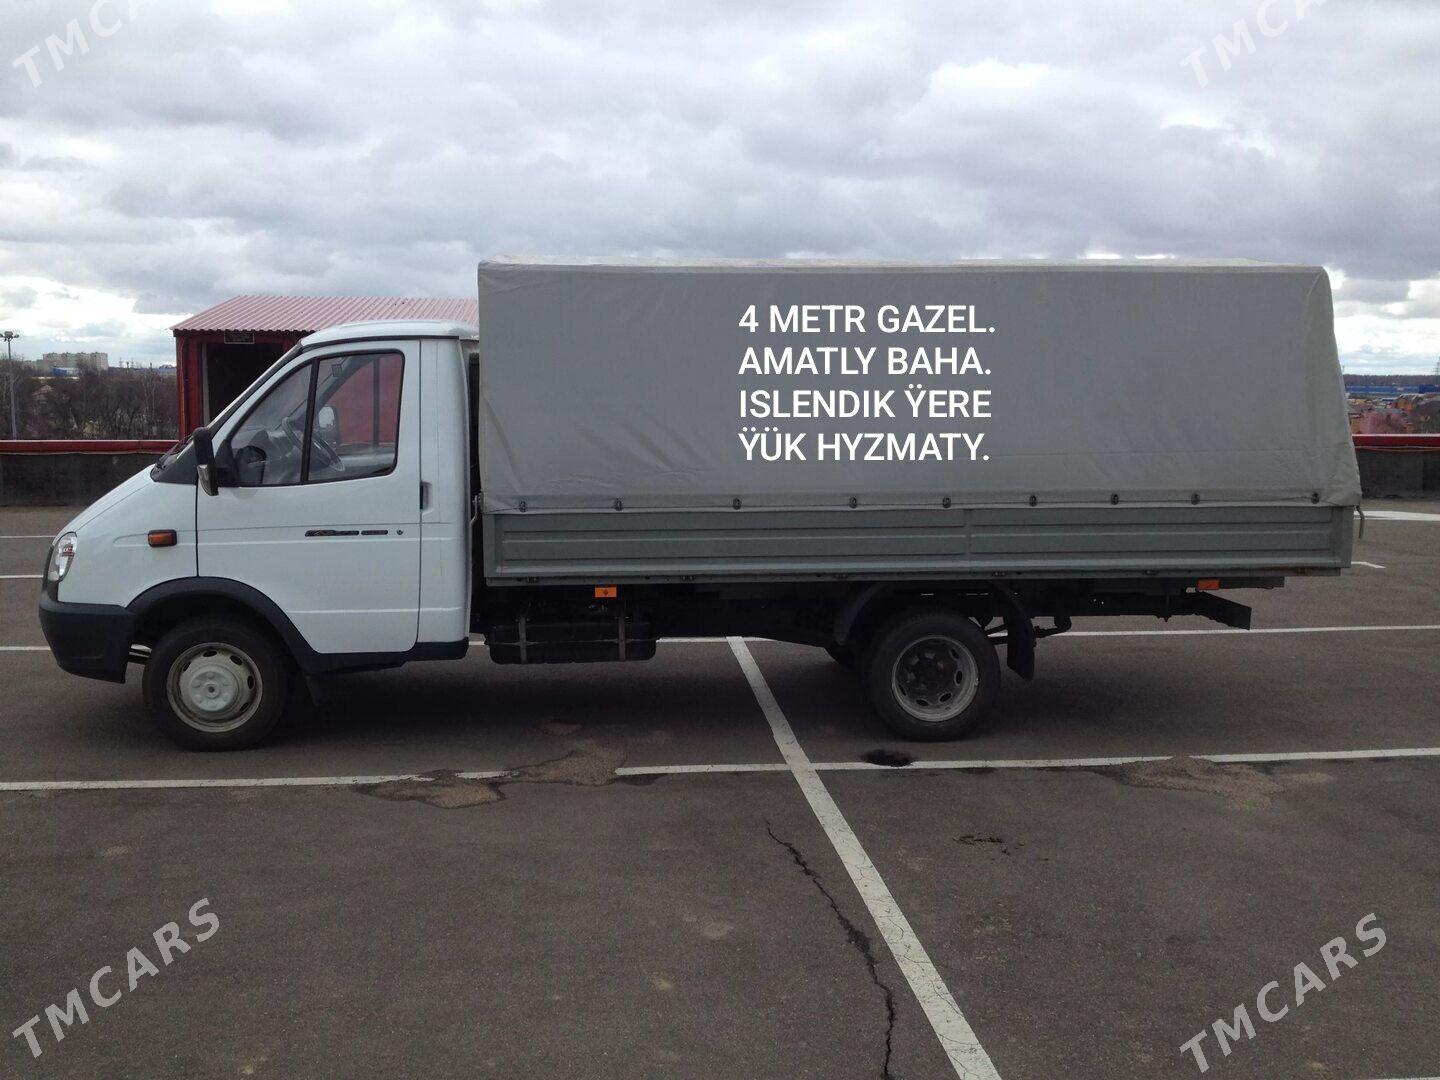 TMCARS
TMCARS
4 METR GAZEL.
AMATLY BAHA.
ISLENDIK ŸERE
ŸÜK HYZMATY.
TMCARS
TMCARS